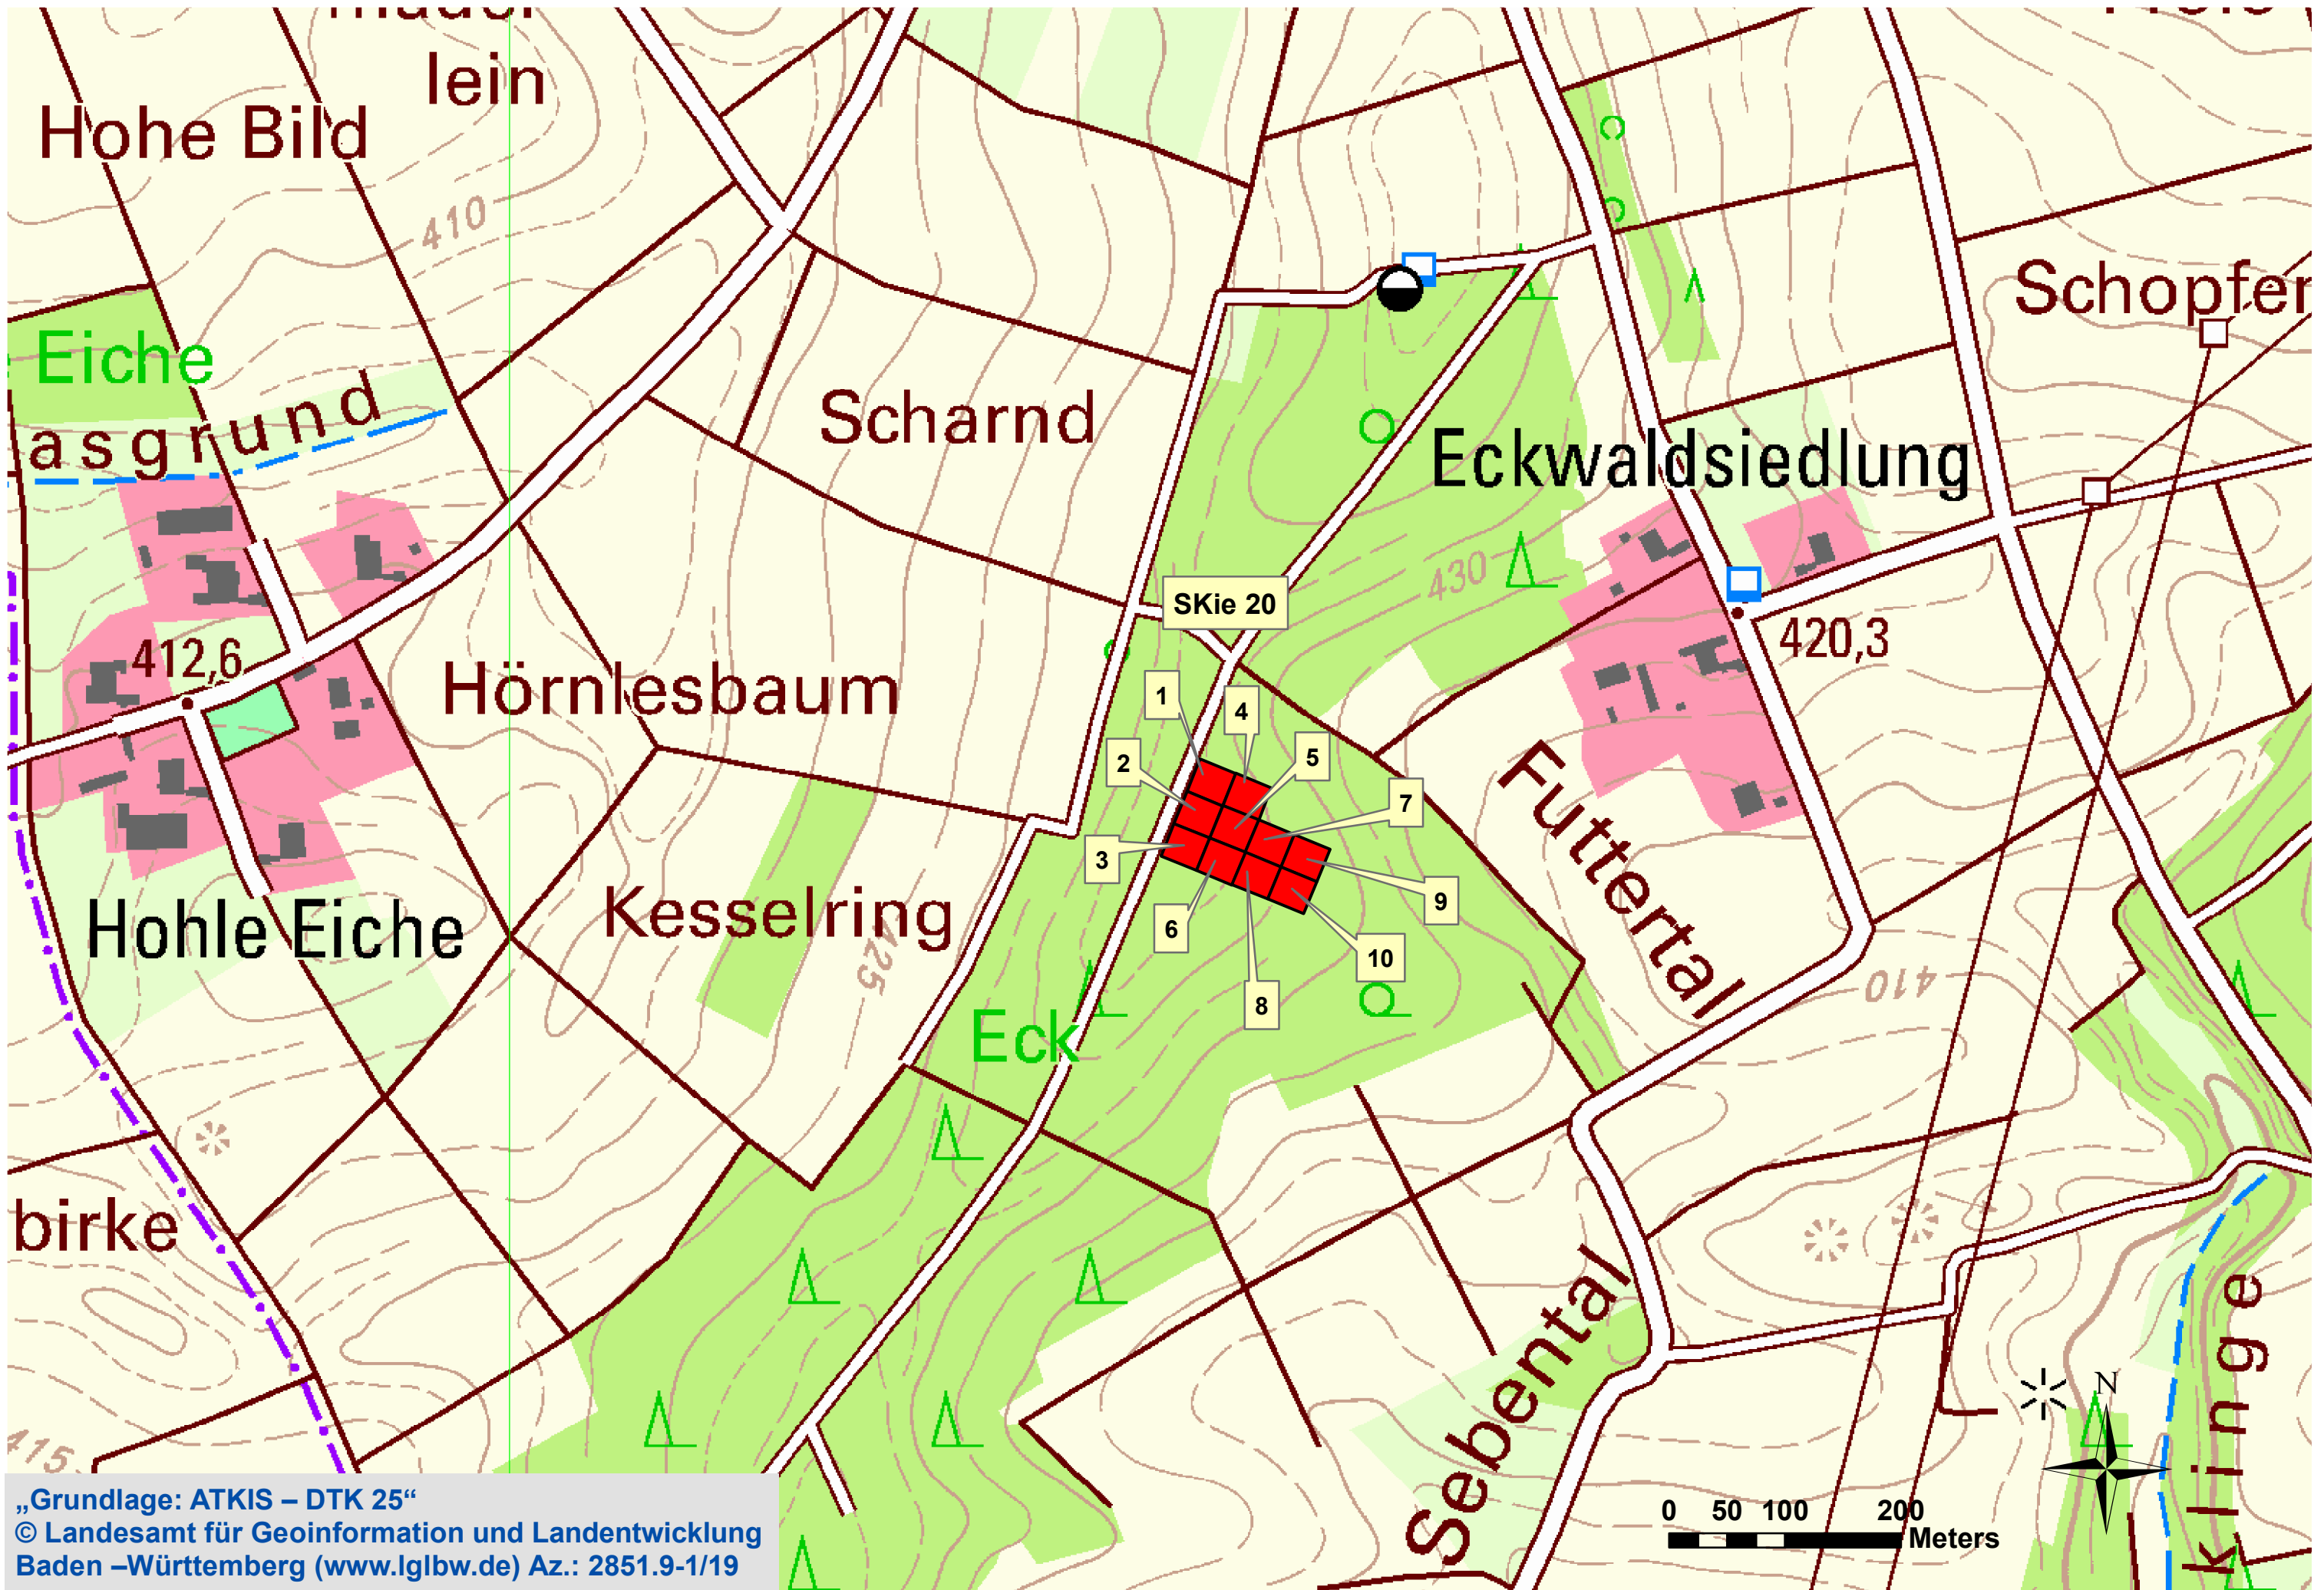 lein
Hohe Bild
410
Schopfer
Eiche
asgrund
Scharnd
Eckwaldsiedlung
430
SKie 20
412,6
420,3
Hörnlesbaum
1
4
2
5
7
Futtertal
3
9
6
10
8
Kesselring
425
Hohle Eiche
410
Eck
birke
Sebental
klinge
415
N
0 50 100 200
Meters
„Grundlage: ATKIS – DTK 25“
© Landesamt für Geoinformation und Landentwicklung
Baden –Württemberg (www.lglbw.de) Az.: 2851.9-1/19